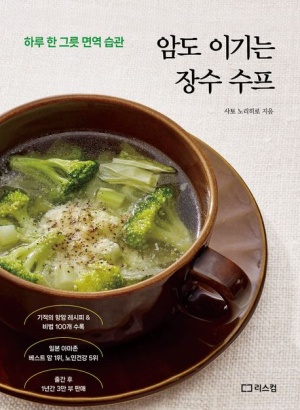 하루 한 그릇 면역 습관
암도 이기는
장수 수프
사토 노리히로 지음
기적의 항암 레시피 &
비법 100개 수록
일본 아마존
베스트 암 1위, 노인건강 5위
출간 후
1년간 3만 부 판매
리스컴